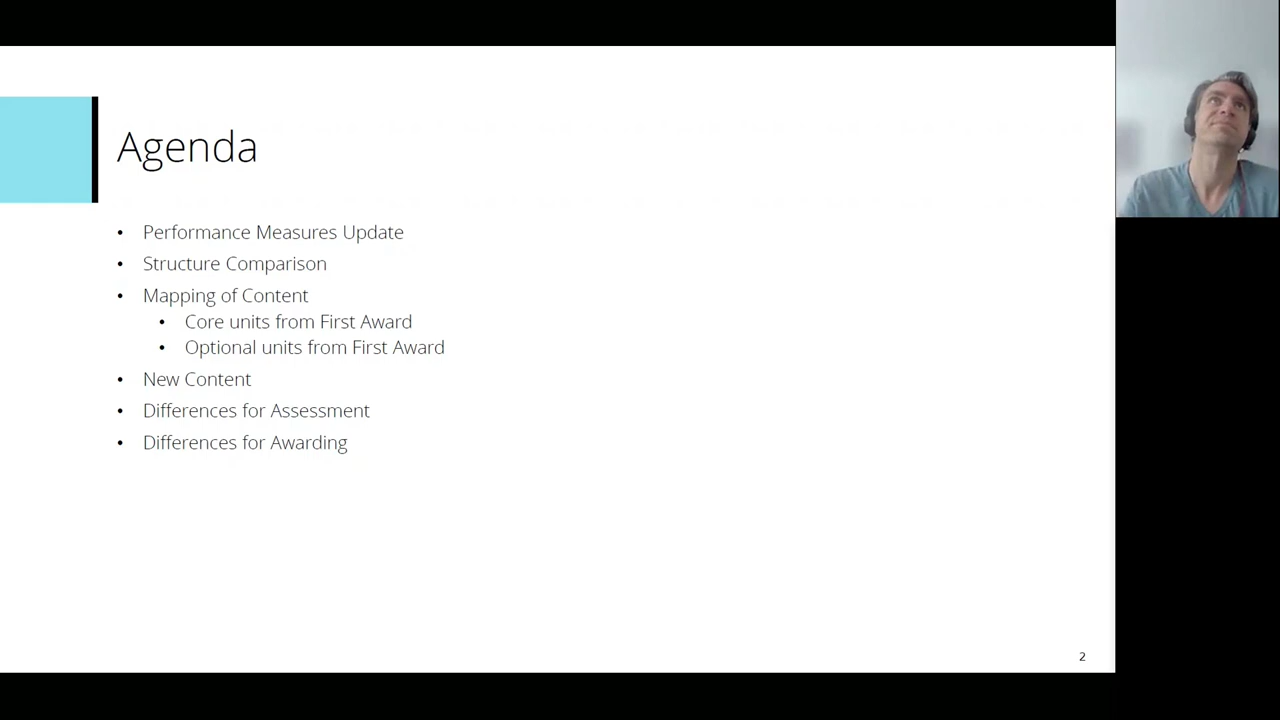 Agenda
• Performance Measures Update
• Structure Comparison
• Mapping of Content
• Core units from First Award
• Optional units from First Award
• New Content
• Differences for Assessment
• Differences for Awarding
2